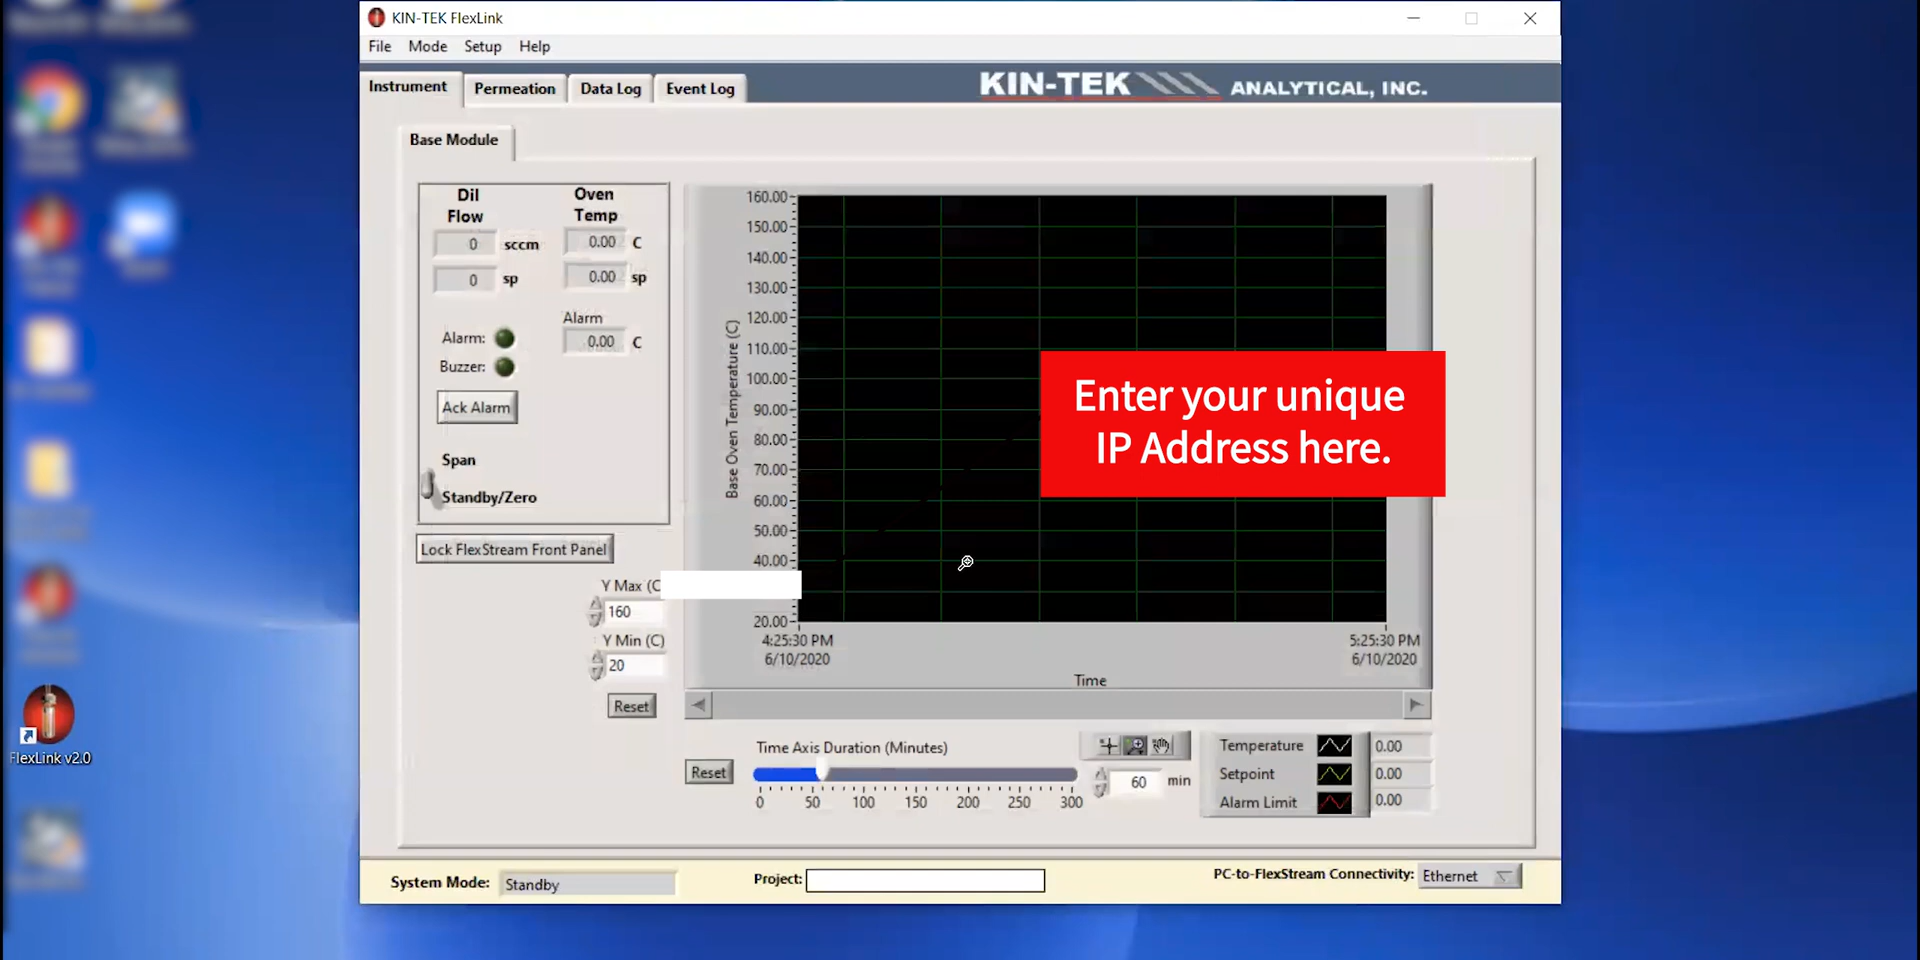 KIN-TEK FlexLink
File Mode Setup Help
Instrument Permeation Data Log Event Log
KIN-TEK ANALYTICAL, INC.
Base Module
Dil Flow
Oven Temp
0 sccm
0.00 C
0 sp
0.00 sp
Alarm
Alarm:
0.00 C
Buzzer:
Ack Alarm
Span
Standby/Zero
Lock FlexStream Front Panel
Y Max (C
160
Y Min (C)
20
Reset
Base Oven Temperature (C)
160.00
150.00
140.00
130.00
120.00
110.00
100.00
90.00
80.00
70.00
60.00
50.00
40.00
20.00
Enter your unique
IP Address here.
4:25:30 PM
6/10/2020
5:25:30 PM
6/10/2020
Time
Time Axis Duration (Minutes)
Reset
0 50 100 150 200 250 300
60 min
Temperature 0.00
Setpoint 0.00
Alarm Limit 0.00
System Mode: Standby
Project:
PC-to-FlexStream Connectivity: Ethernet
FlexLink v2.0